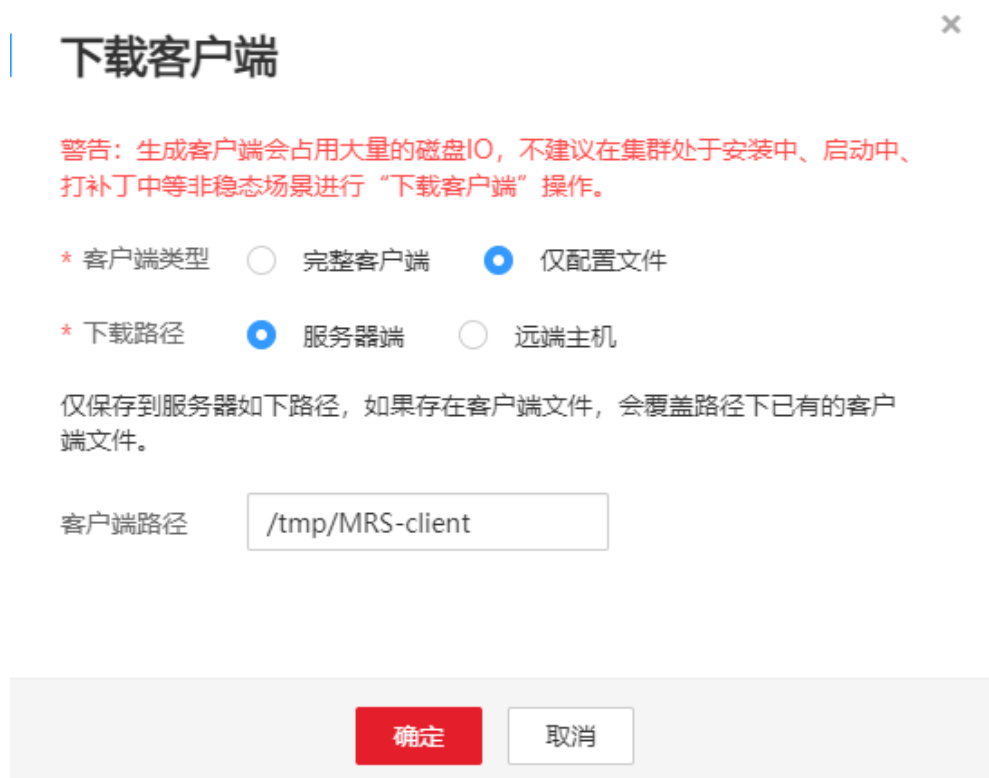 下载客户端
警告：生成客户端会占用大量的磁盘IO，不建议在集群处于安装中、启动中、
打补丁中等非稳态场景进行“下载客户端”操作。
* 客户端类型 完整客户端 仅配置文件
* 下载路径 服务器端 远端主机
仅保存到服务器如下路径，如果存在客户端文件，会覆盖路径下已有的客户
端文件。
客户端路径 /tmp/MRS-client
确定 取消